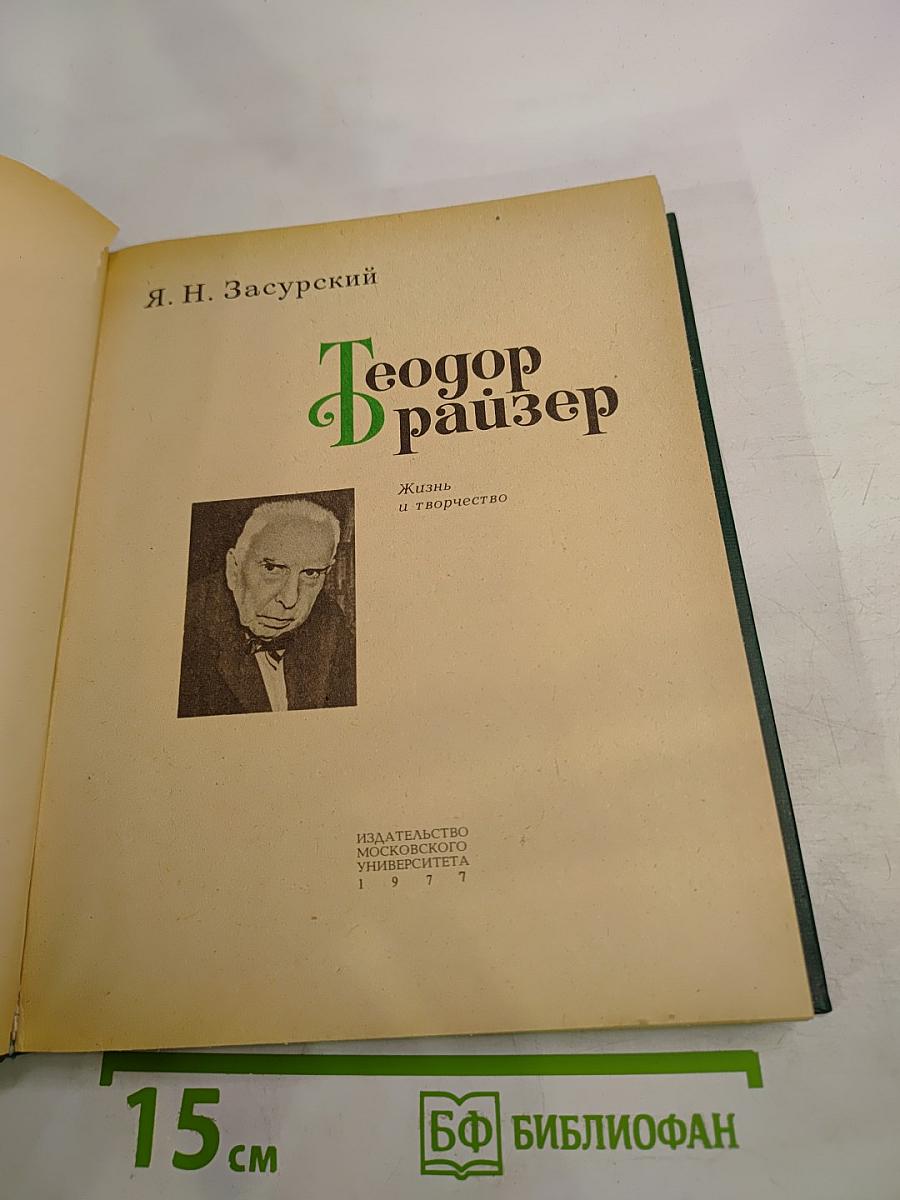 Я. Н. Засурский
Теодор
Драйзер
Жизнь
и творчество
ИЗДАТЕЛЬСТВО
МОСКОВСКОГО
УНИВЕРСИТЕТА
1977
15 см
БФ БИБЛИОФАН